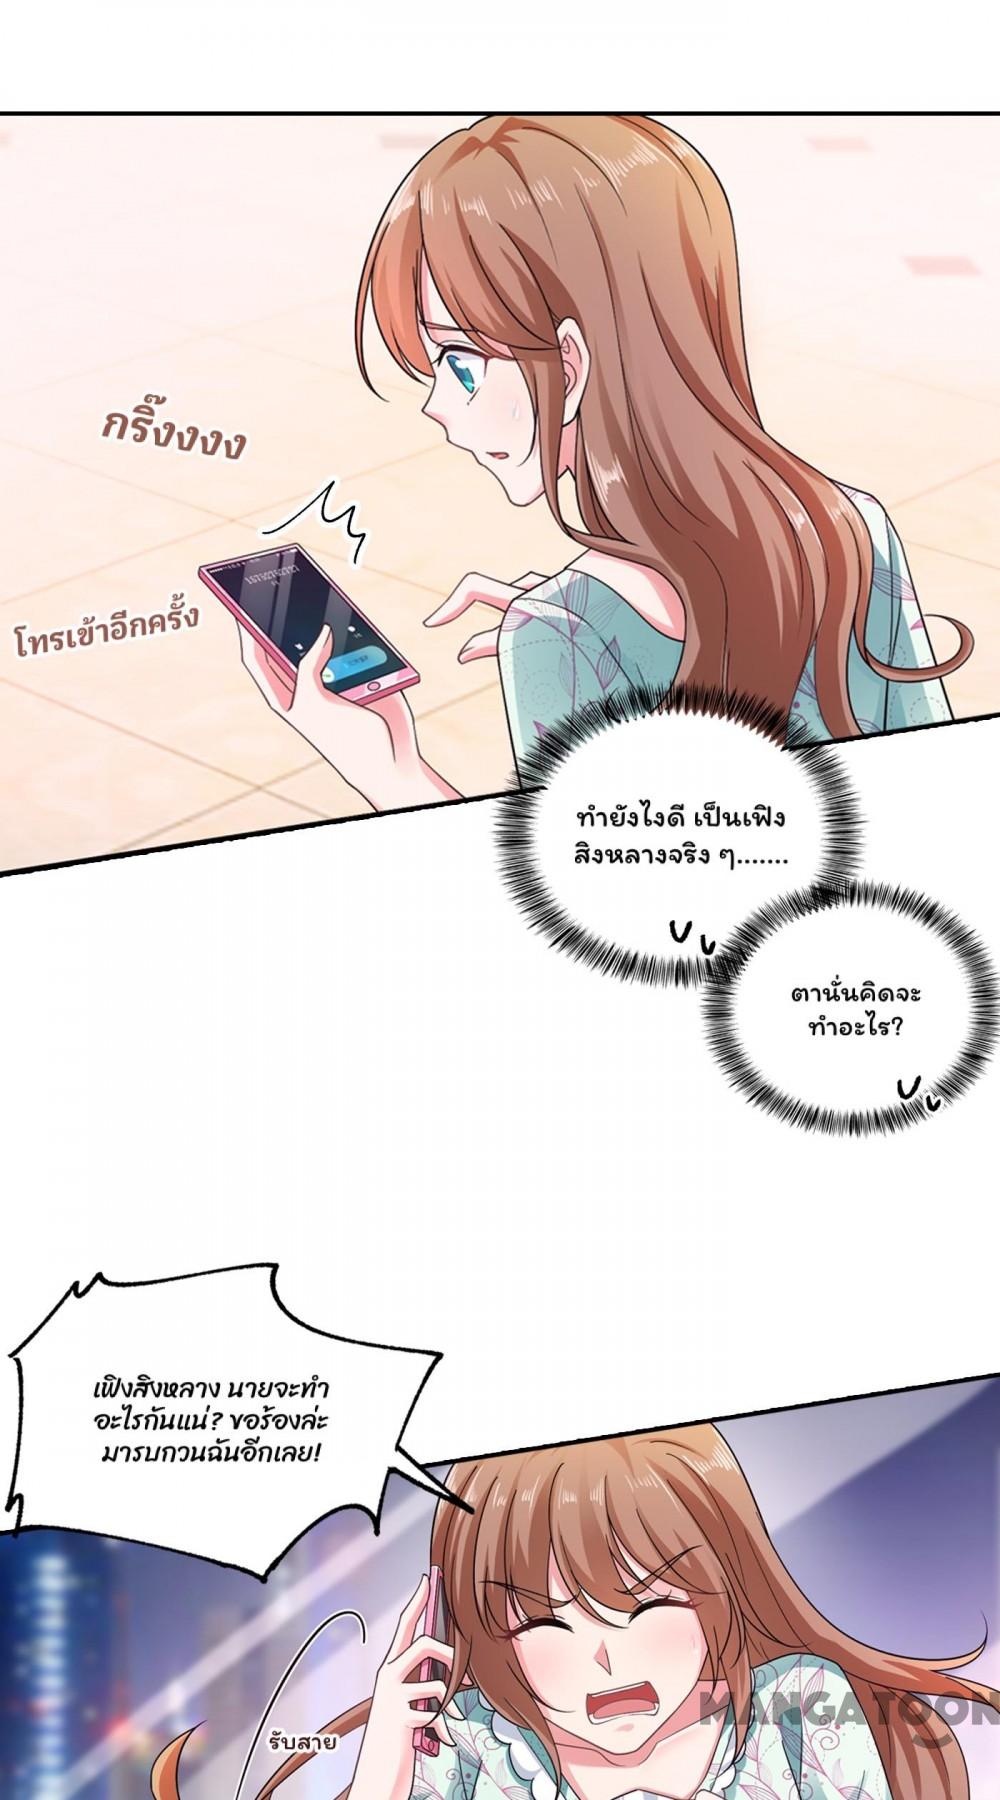 กริ๊งงงง
โทรเข้าอีกครั้ง
ทำยังไงดี เป็นเฟิง
สิงหลางจริง ๆ.......
ตานั่นคิดจะ
ทำอะไร?
เฟิงสิงหลาง นายจะทำ
อะไรกันแน่? ขอร้องล่ะ
มารบกวนฉันอีกเลย!
รับสาย
MANGATOON